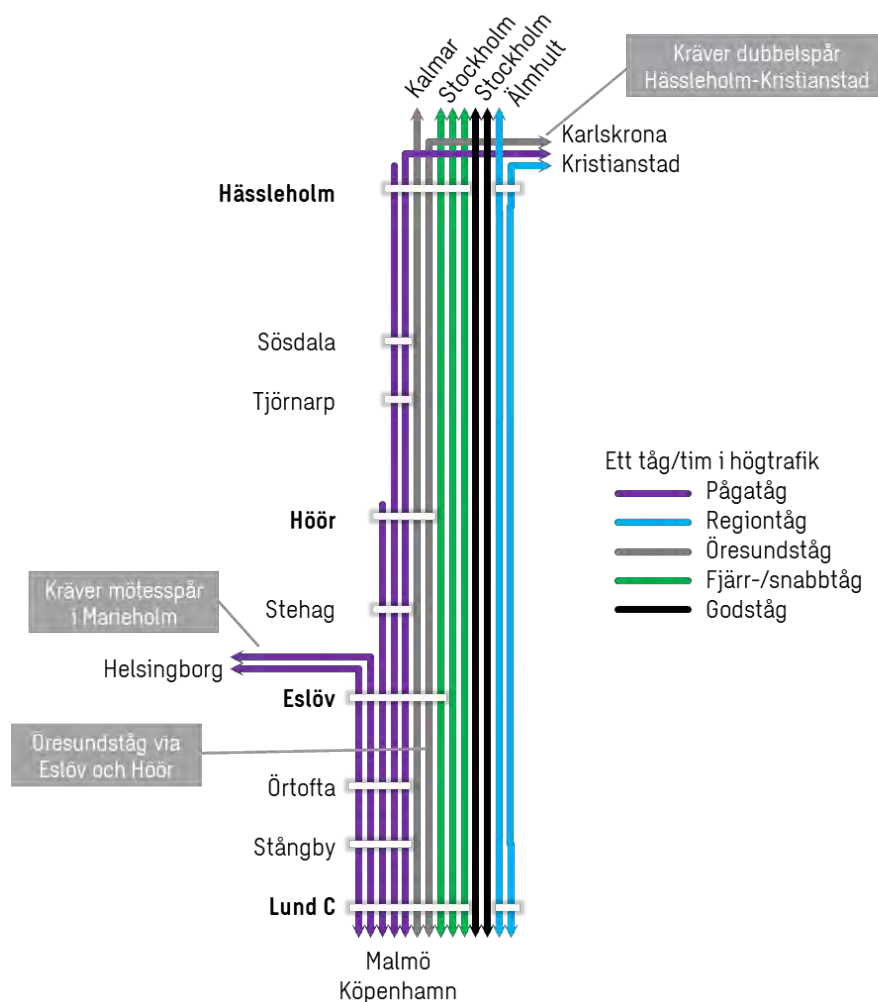 Kalmar
Stockholm
Stockholm
Älmhult
Kräver dubbelspår
Hässleholm-Kristianstad
Karlskrona
Kristianstad
Hässleholm
Sösdala
Tjörnarp
Ett tåg/tim i högtrafik
Pågatåg
Regiontåg
Öresundståg
Fjärr-/snabbtåg
Godståg
Höör
Kräver mötesspår
i Marieholm
Stehag
Helsingborg
Eslöv
Öresundståg via
Eslöv och Höör
Örtofta
Stångby
Lund C
Malmö
Köpenhamn